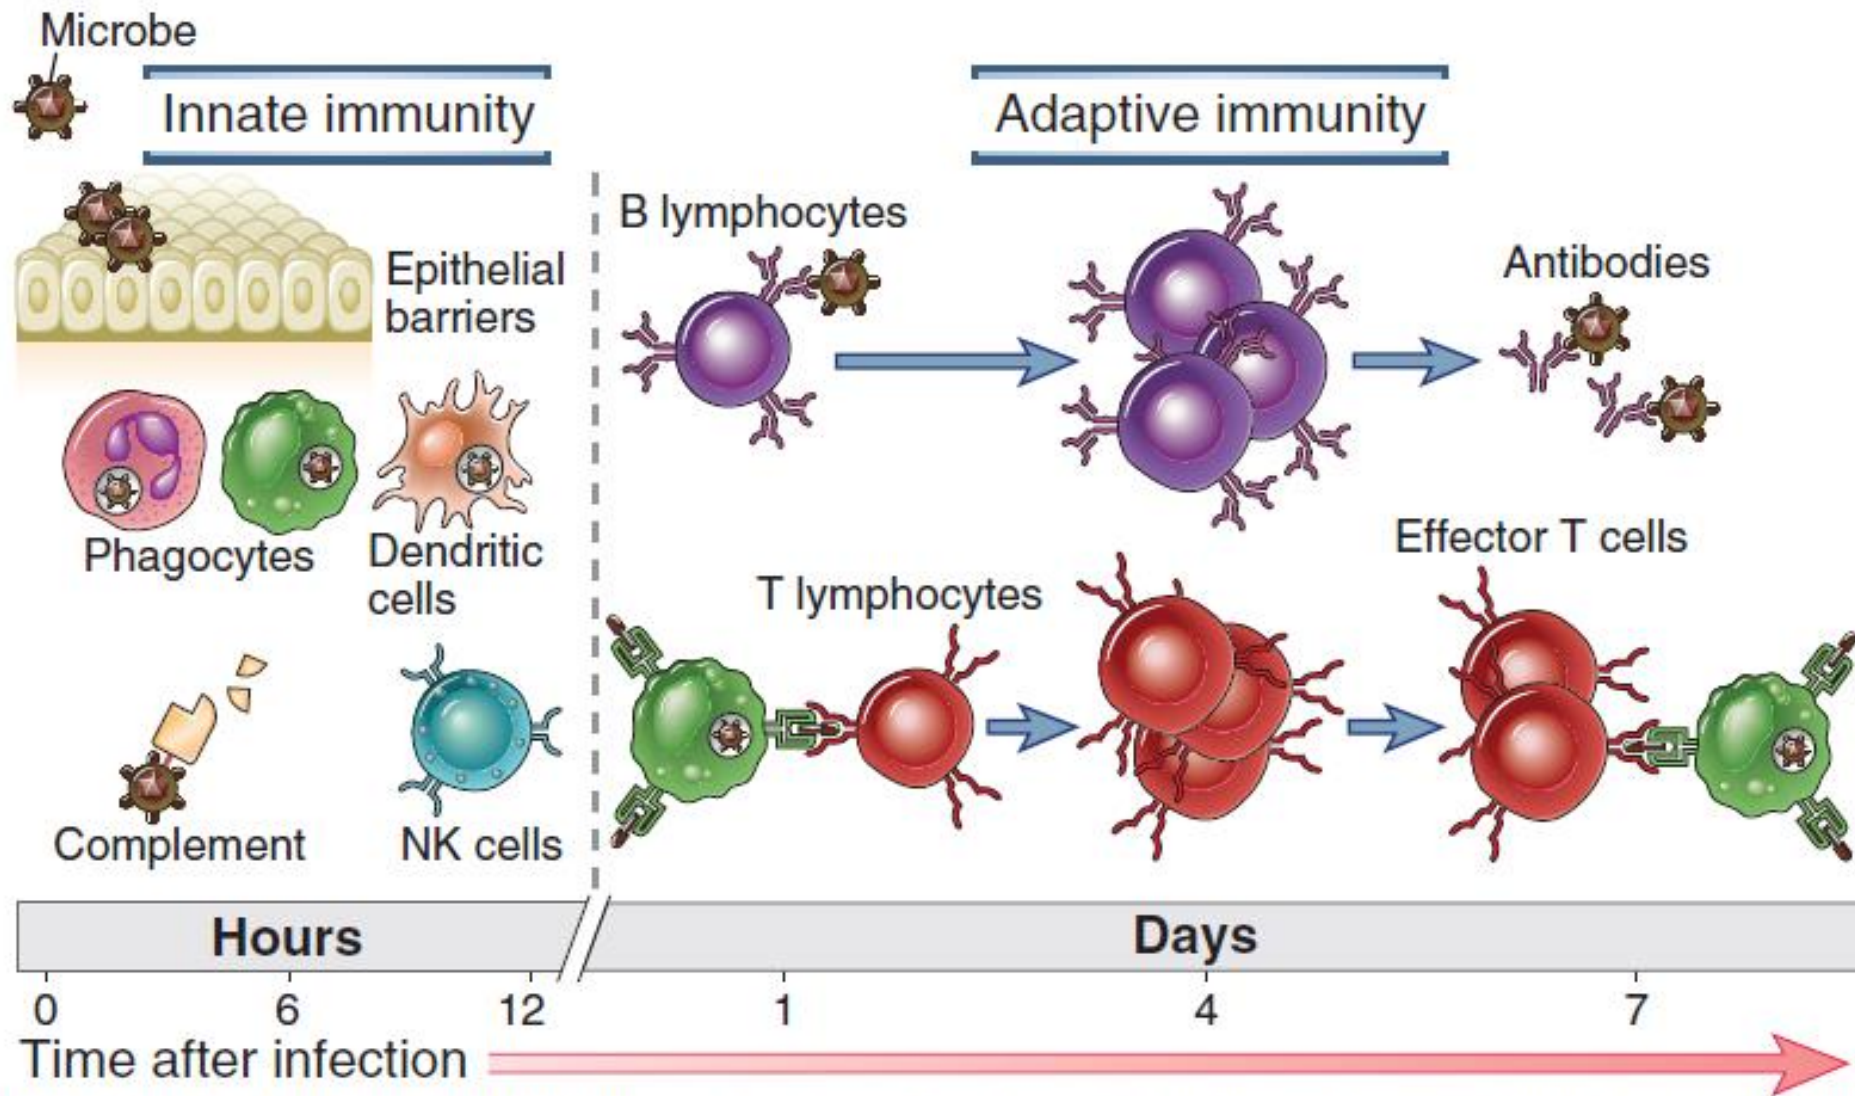 Microbe
Innate immunity
Adaptive immunity
B lymphocytes
Antibodies
Epithelial
barriers
Phagocytes
Dendritic
cells
Effector T cells
T lymphocytes
Complement
NK cells
Hours
Days
0 6 12 1 4 7
Time after infection